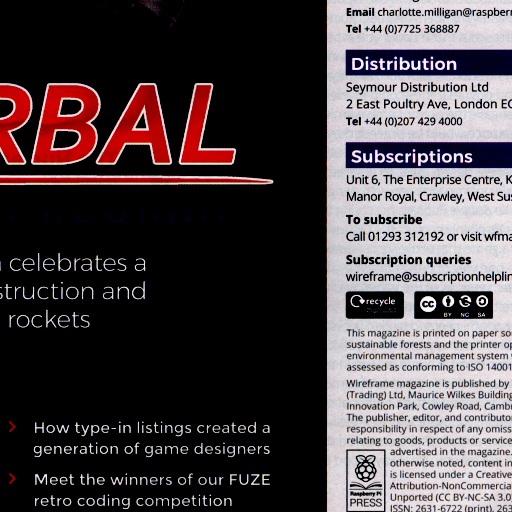 RBAL
celebrates a
struction and
rockets
How type-in listings created a
generation of game designers
Meet the winners of our FUZE
retro coding competition
Email charlotte.milligan@raspber
Tel +44 (0)7725 368887
Distribution
Seymour Distribution Ltd
2 East Poultry Ave, London EC
Tel +44 (0)207 429 4000
Subscriptions
Unit 6, The Enterprise Centre, K
Manor Royal, Crawley, West Sus
To subscribe
Call 01293 312192 or visit wfma
Subscription queries
wireframe@subscriptionhelplin
recycle
cc BY NC SA
This magazine is printed on paper so
sustainable forests and the printer op
environmental management system
assessed as conforming to ISO 14001
Wireframe magazine is published by
(Trading) Ltd, Maurice Wilkes Building
Innovation Park, Cowley Road, Camb
The publisher, editor, and contributo
responsibility in respect of any omiss
relating to goods, products or service
advertised in the magazine.
otherwise noted, content in
is licensed under a Creative
Attribution-NonCommercia
Unported (CC BY-NC-SA 3.0)
ISSN: 2631-6722 (print), 263
Raspberry Pi
PRESS